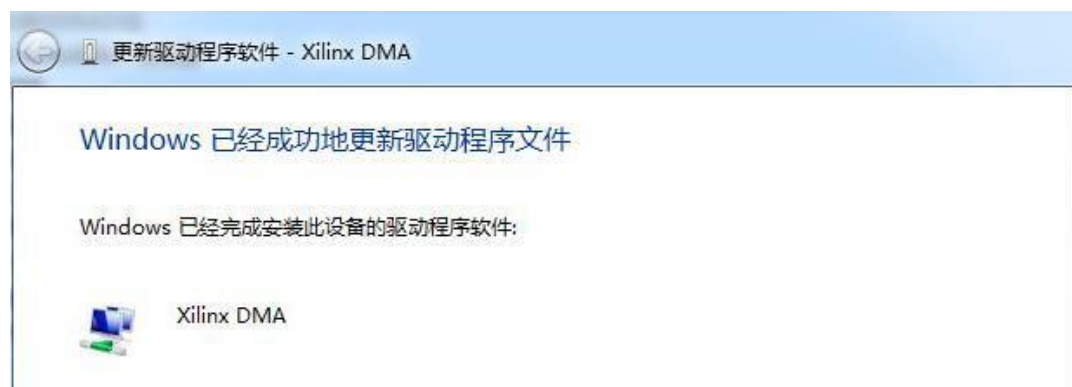 更新驱动程序软件 - Xilinx DMA
Windows 已经成功地更新驱动程序文件
Windows 已经完成安装此设备的驱动程序软件:
Xilinx DMA